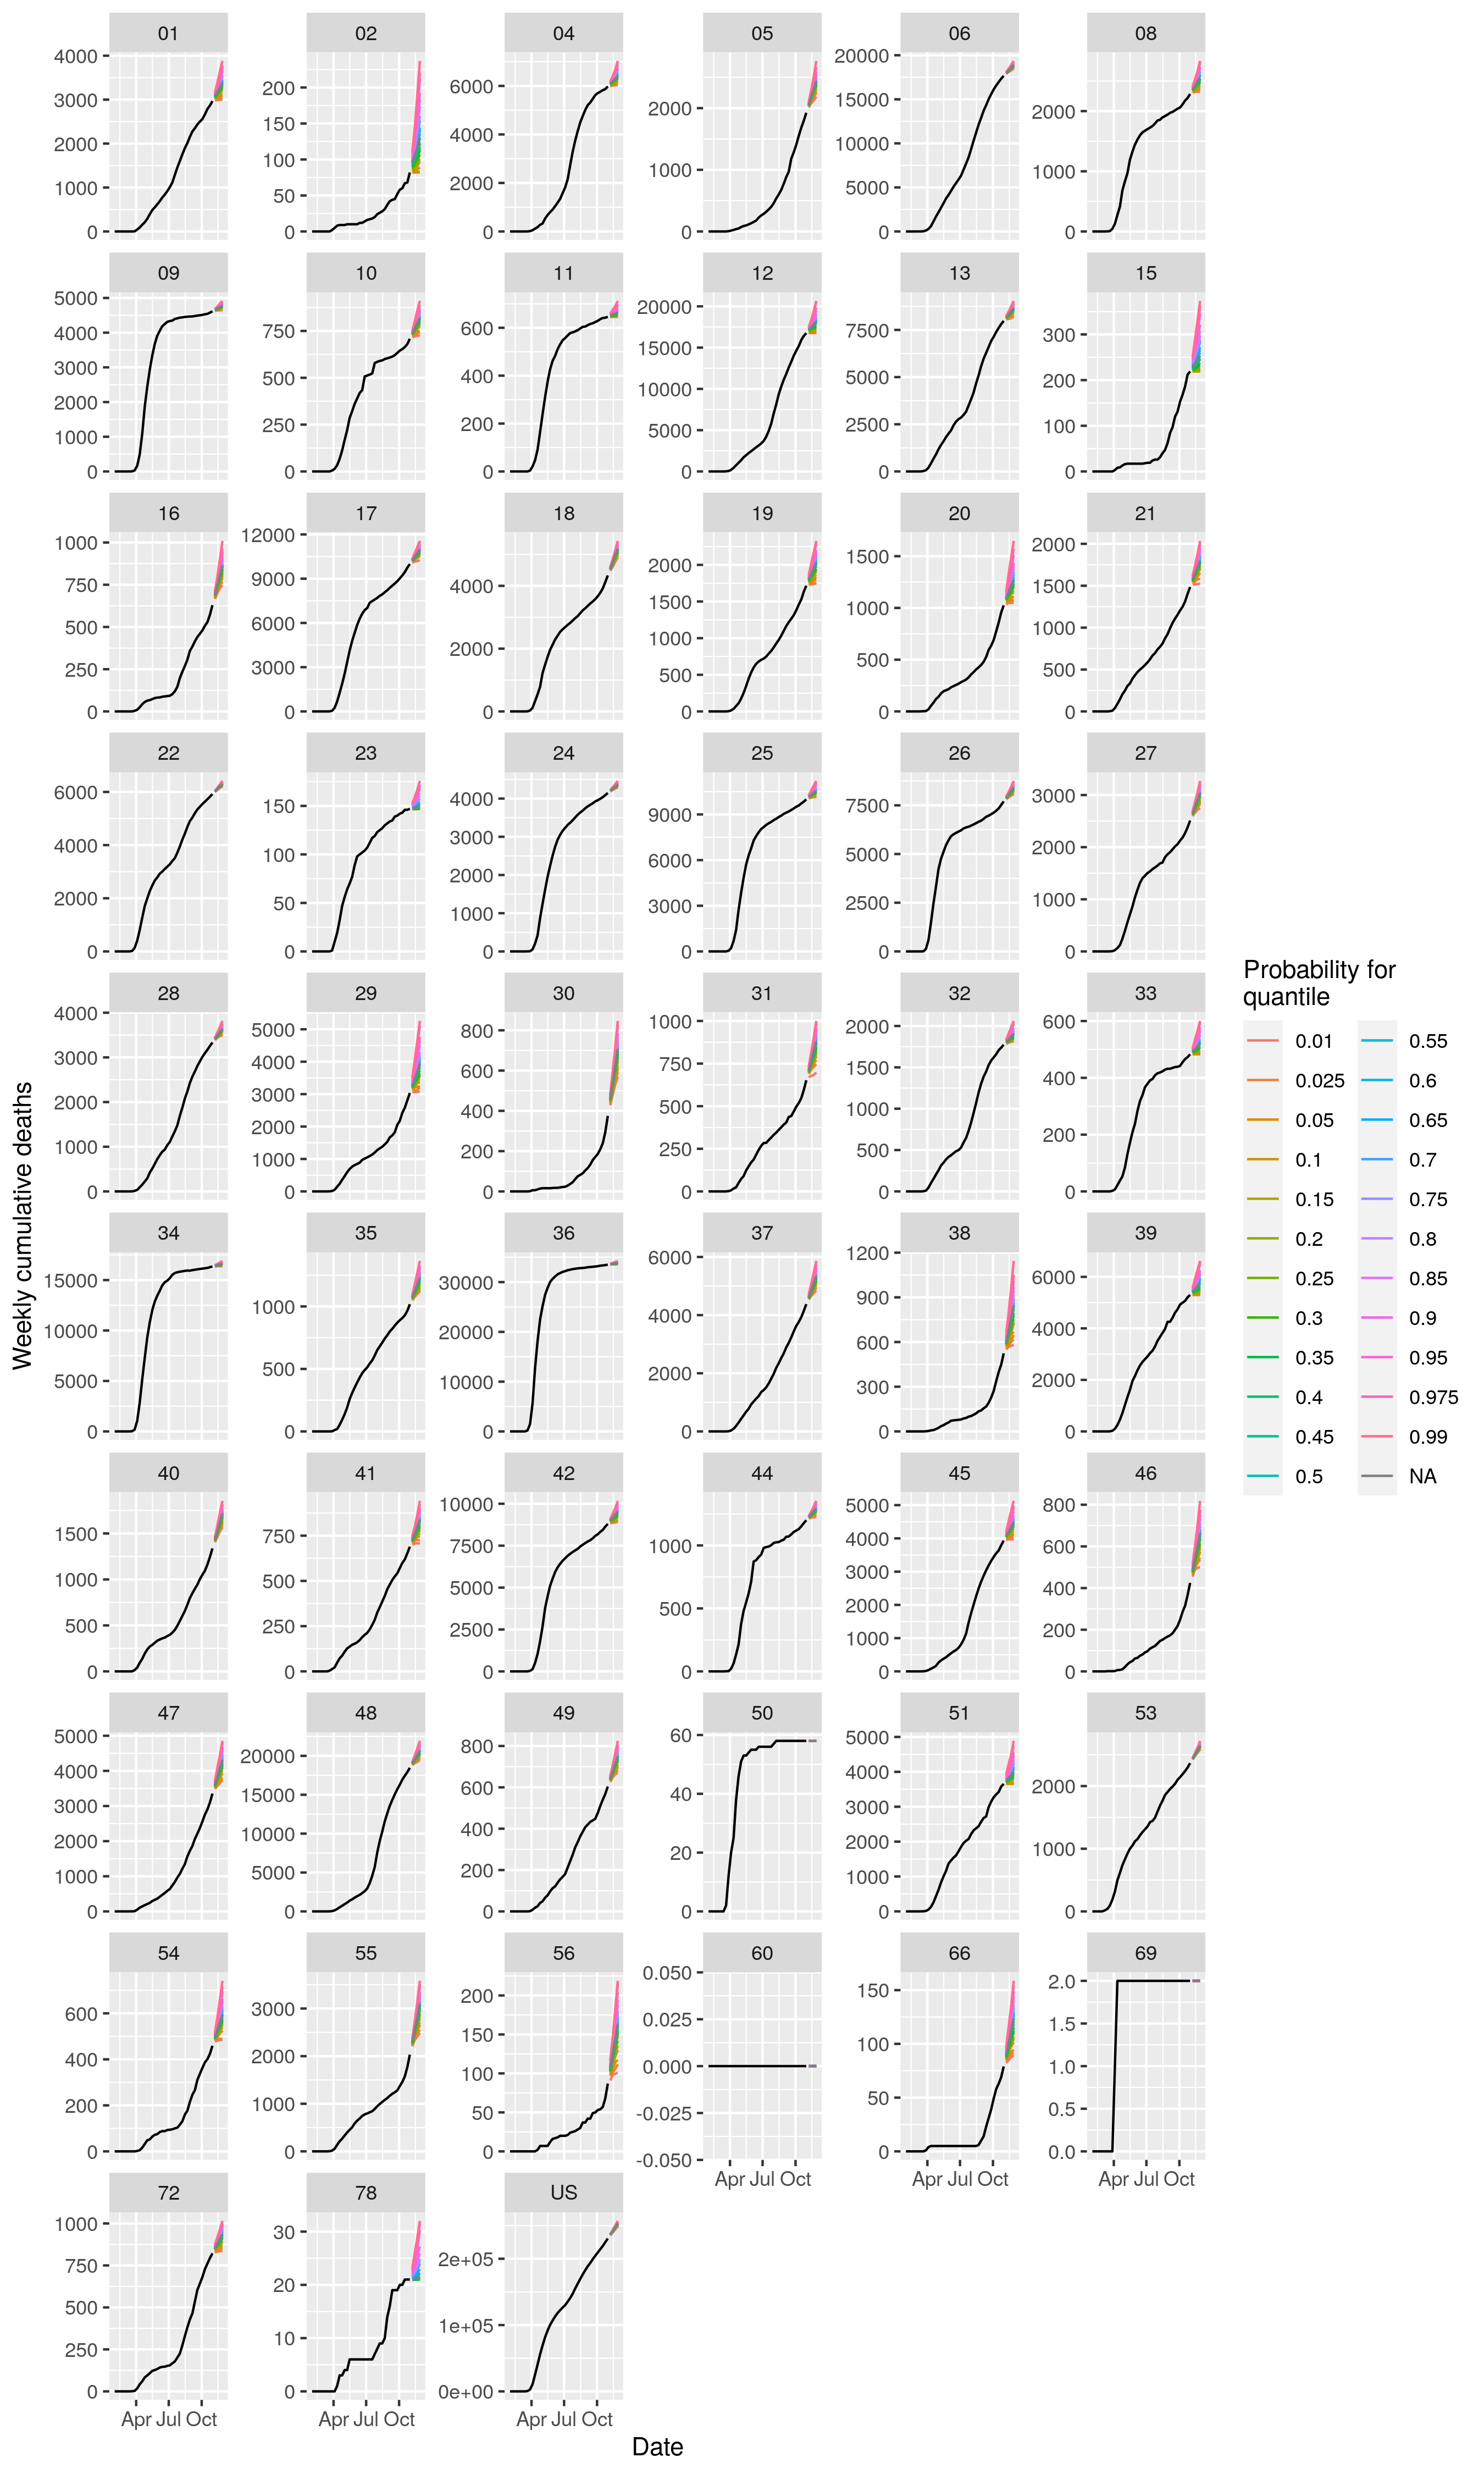 Weekly cumulative deaths
01 02 04 05 06 08
4000 3000 2000 1000 0
200 150 100 50 0
6000 4000 2000 0
2000 1000 0
20000 15000 10000 5000 0
2000 1000 0
09 10 11 12 13 15
5000 4000 3000 2000 1000 0
750 500 250 0
600 400 200 0
20000 15000 10000 5000 0
7500 5000 2500 0
300 200 100 0
16 17 18 19 20 21
1000 750 500 250 0
12000 9000 6000 3000 0
4000 2000 0
2000 1500 1000 500 0
1500 1000 500 0
2000 1500 1000 500 0
22 23 24 25 26 27
6000 4000 2000 0
150 100 50 0
4000 3000 2000 1000 0
9000 6000 3000 0
7500 5000 2500 0
3000 2000 1000 0
28 29 30 31 32 33
4000 3000 2000 1000 0
5000 4000 3000 2000 1000 0
800 600 400 200 0
1000 750 500 250 0
2000 1500 1000 500 0
600 400 200 0
34 35 36 37 38 39
15000 10000 5000 0
1000 500 0
30000 20000 10000 0
6000 4000 2000 0
1200 900 600 300 0
6000 4000 2000 0
40 41 42 44 45 46
1500 1000 500 0
750 500 250 0
10000 7500 5000 2500 0
1000 500 0
5000 4000 3000 2000 1000 0
800 600 400 200 0
47 48 49 50 51 53
5000 4000 3000 2000 1000 0
20000 15000 10000 5000 0
800 600 400 200 0
60 40 20 0
5000 4000 3000 2000 1000 0
2000 1000 0
54 55 56 60 66 69
600 400 200 0
3000 2000 1000 0
200 150 100 50 0
0.050 0.025 0.000 -0.025 -0.050
150 100 50 0
2.0 1.5 1.0 0.5 0.0
Apr Jul Oct
Apr Jul Oct
Apr Jul Oct
72 78 US
1000 750 500 250 0
30 20 10 0
2e+05 1e+05 0e+00
Apr Jul Oct
Apr Jul Oct
Apr Jul Oct
Date
Probability for
quantile
0.01
0.025
0.05
0.1
0.15
0.2
0.25
0.3
0.35
0.4
0.45
0.5
0.55
0.6
0.65
0.7
0.75
0.8
0.85
0.9
0.95
0.975
0.99
NA